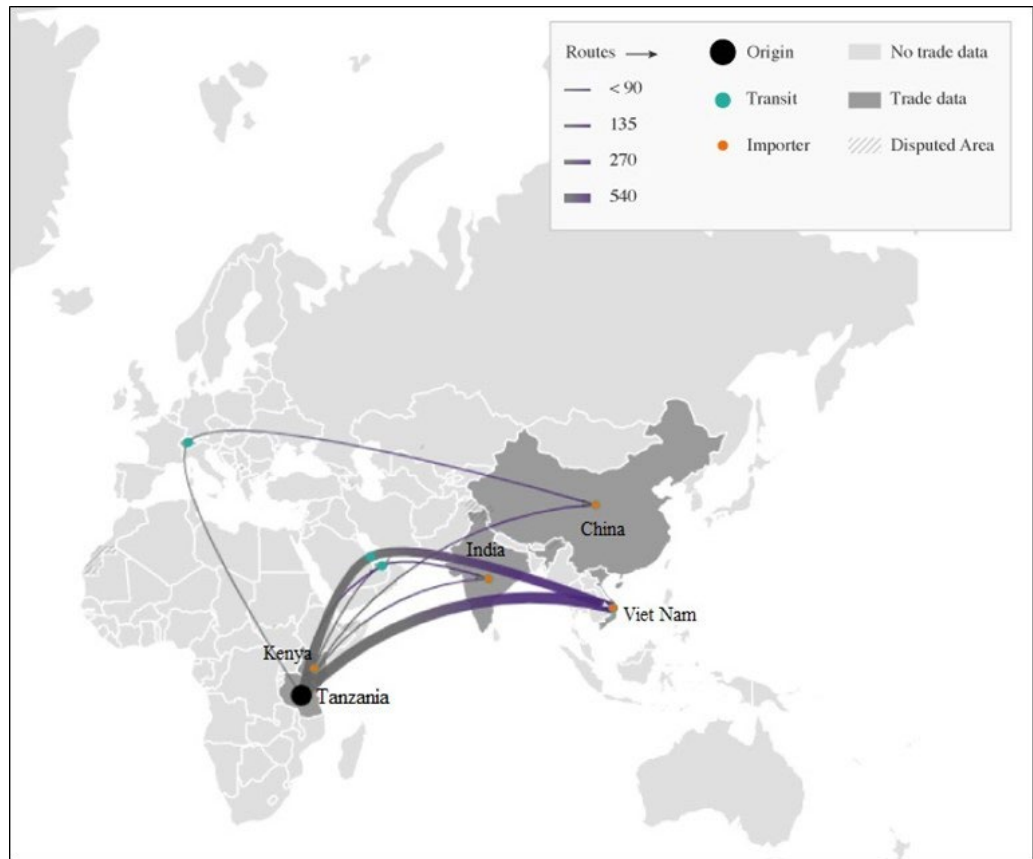 Routes
< 90
135
270
540
Origin
Transit
Importer
No trade data
Trade data
Disputed Area
China
India
Viet Nam
Kenya
Tanzania